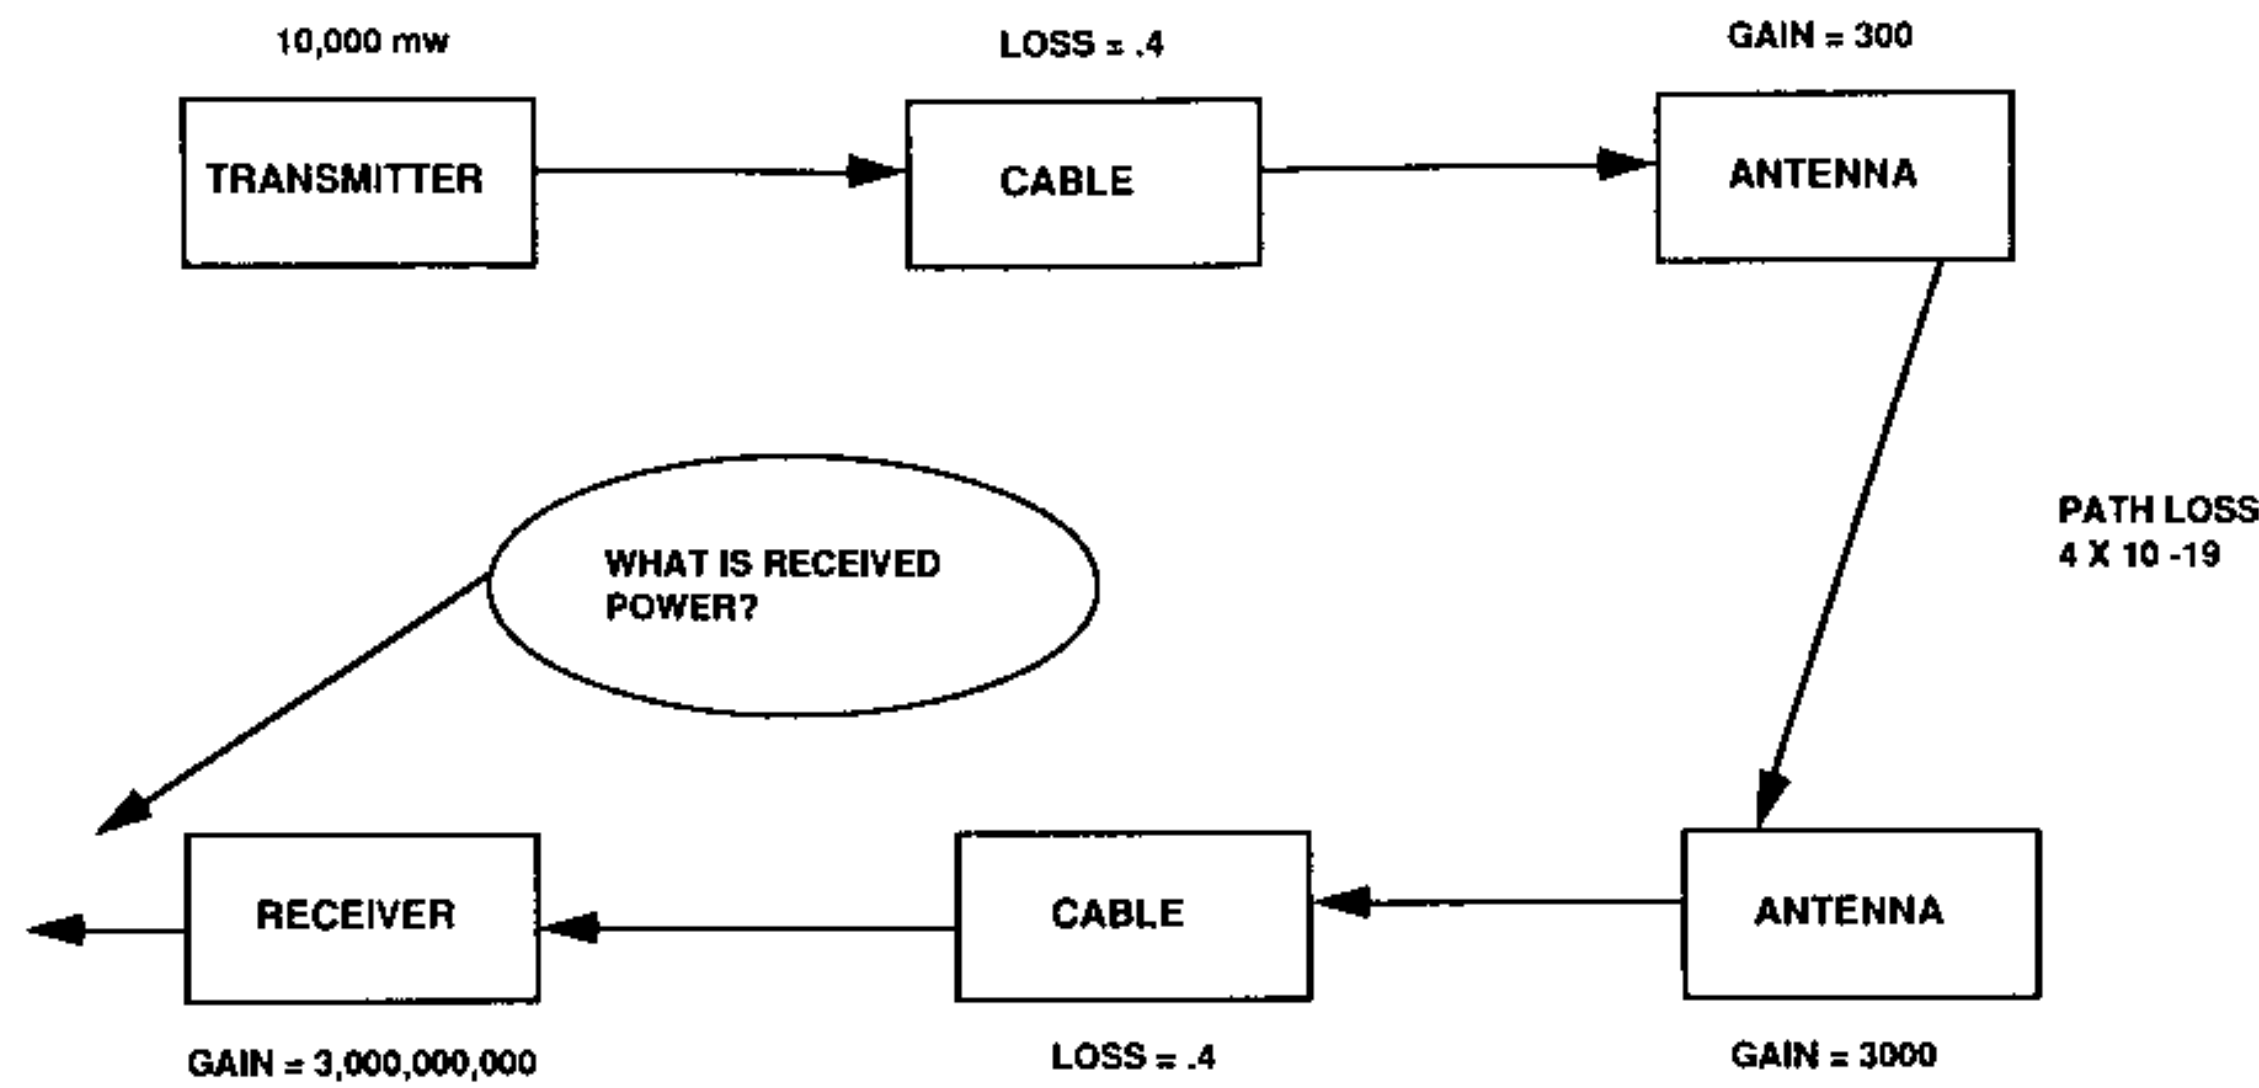 10,000 mw
LOSS = .4
GAIN = 300
TRANSMITTER
CABLE
ANTENNA
PATH LOSS
4 X 10 -19
WHAT IS RECEIVED
POWER?
RECEIVER
CABLE
ANTENNA
GAIN = 3,000,000,000
LOSS = .4
GAIN = 3000